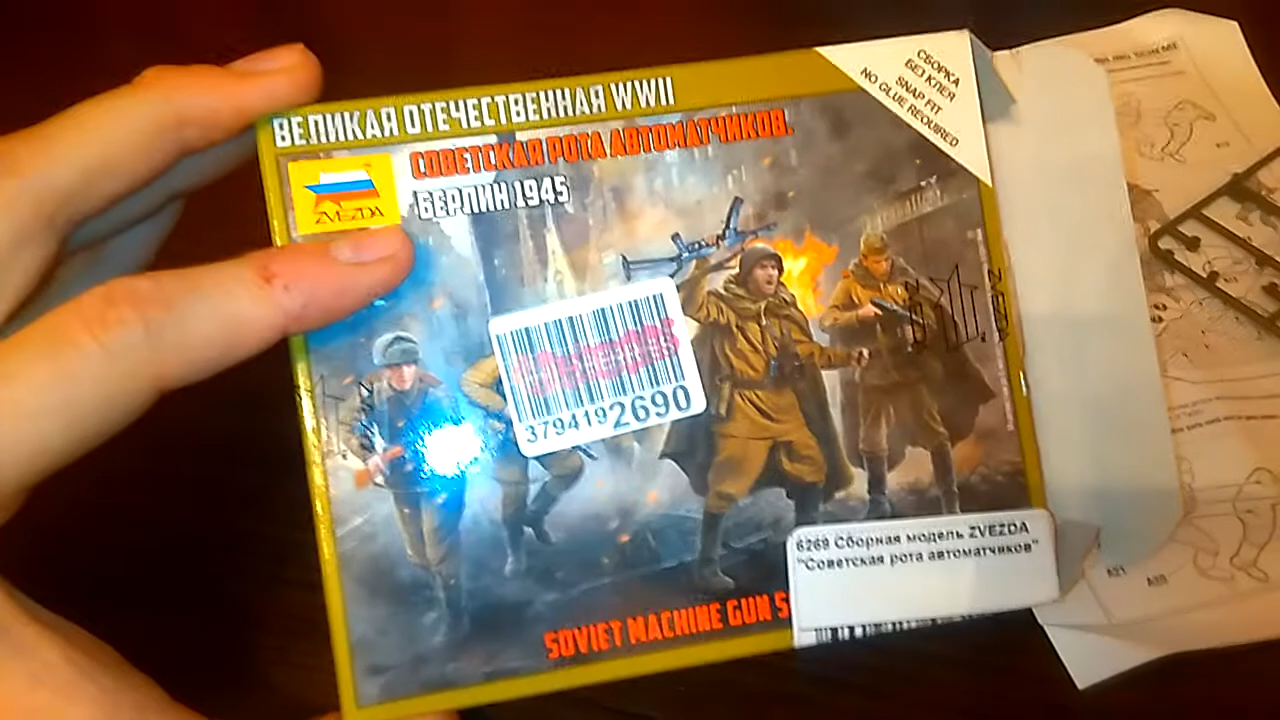 ВЕЛИКАЯ ОТЕЧЕСТВЕННАЯ WWII
СБОРКА
БЕЗ КЛЕЯ
SNAP FIT
NO GLUE REQUIRED
ZVEZDA
СОВЕТСКАЯ РОТА АВТОМАТЧИКОВ.
БЕРЛИН 1945
3794192690
6269 Сборная модель ZVEZDA
"Советская рота автоматчиков"
SOVIET MACHINE GUN S